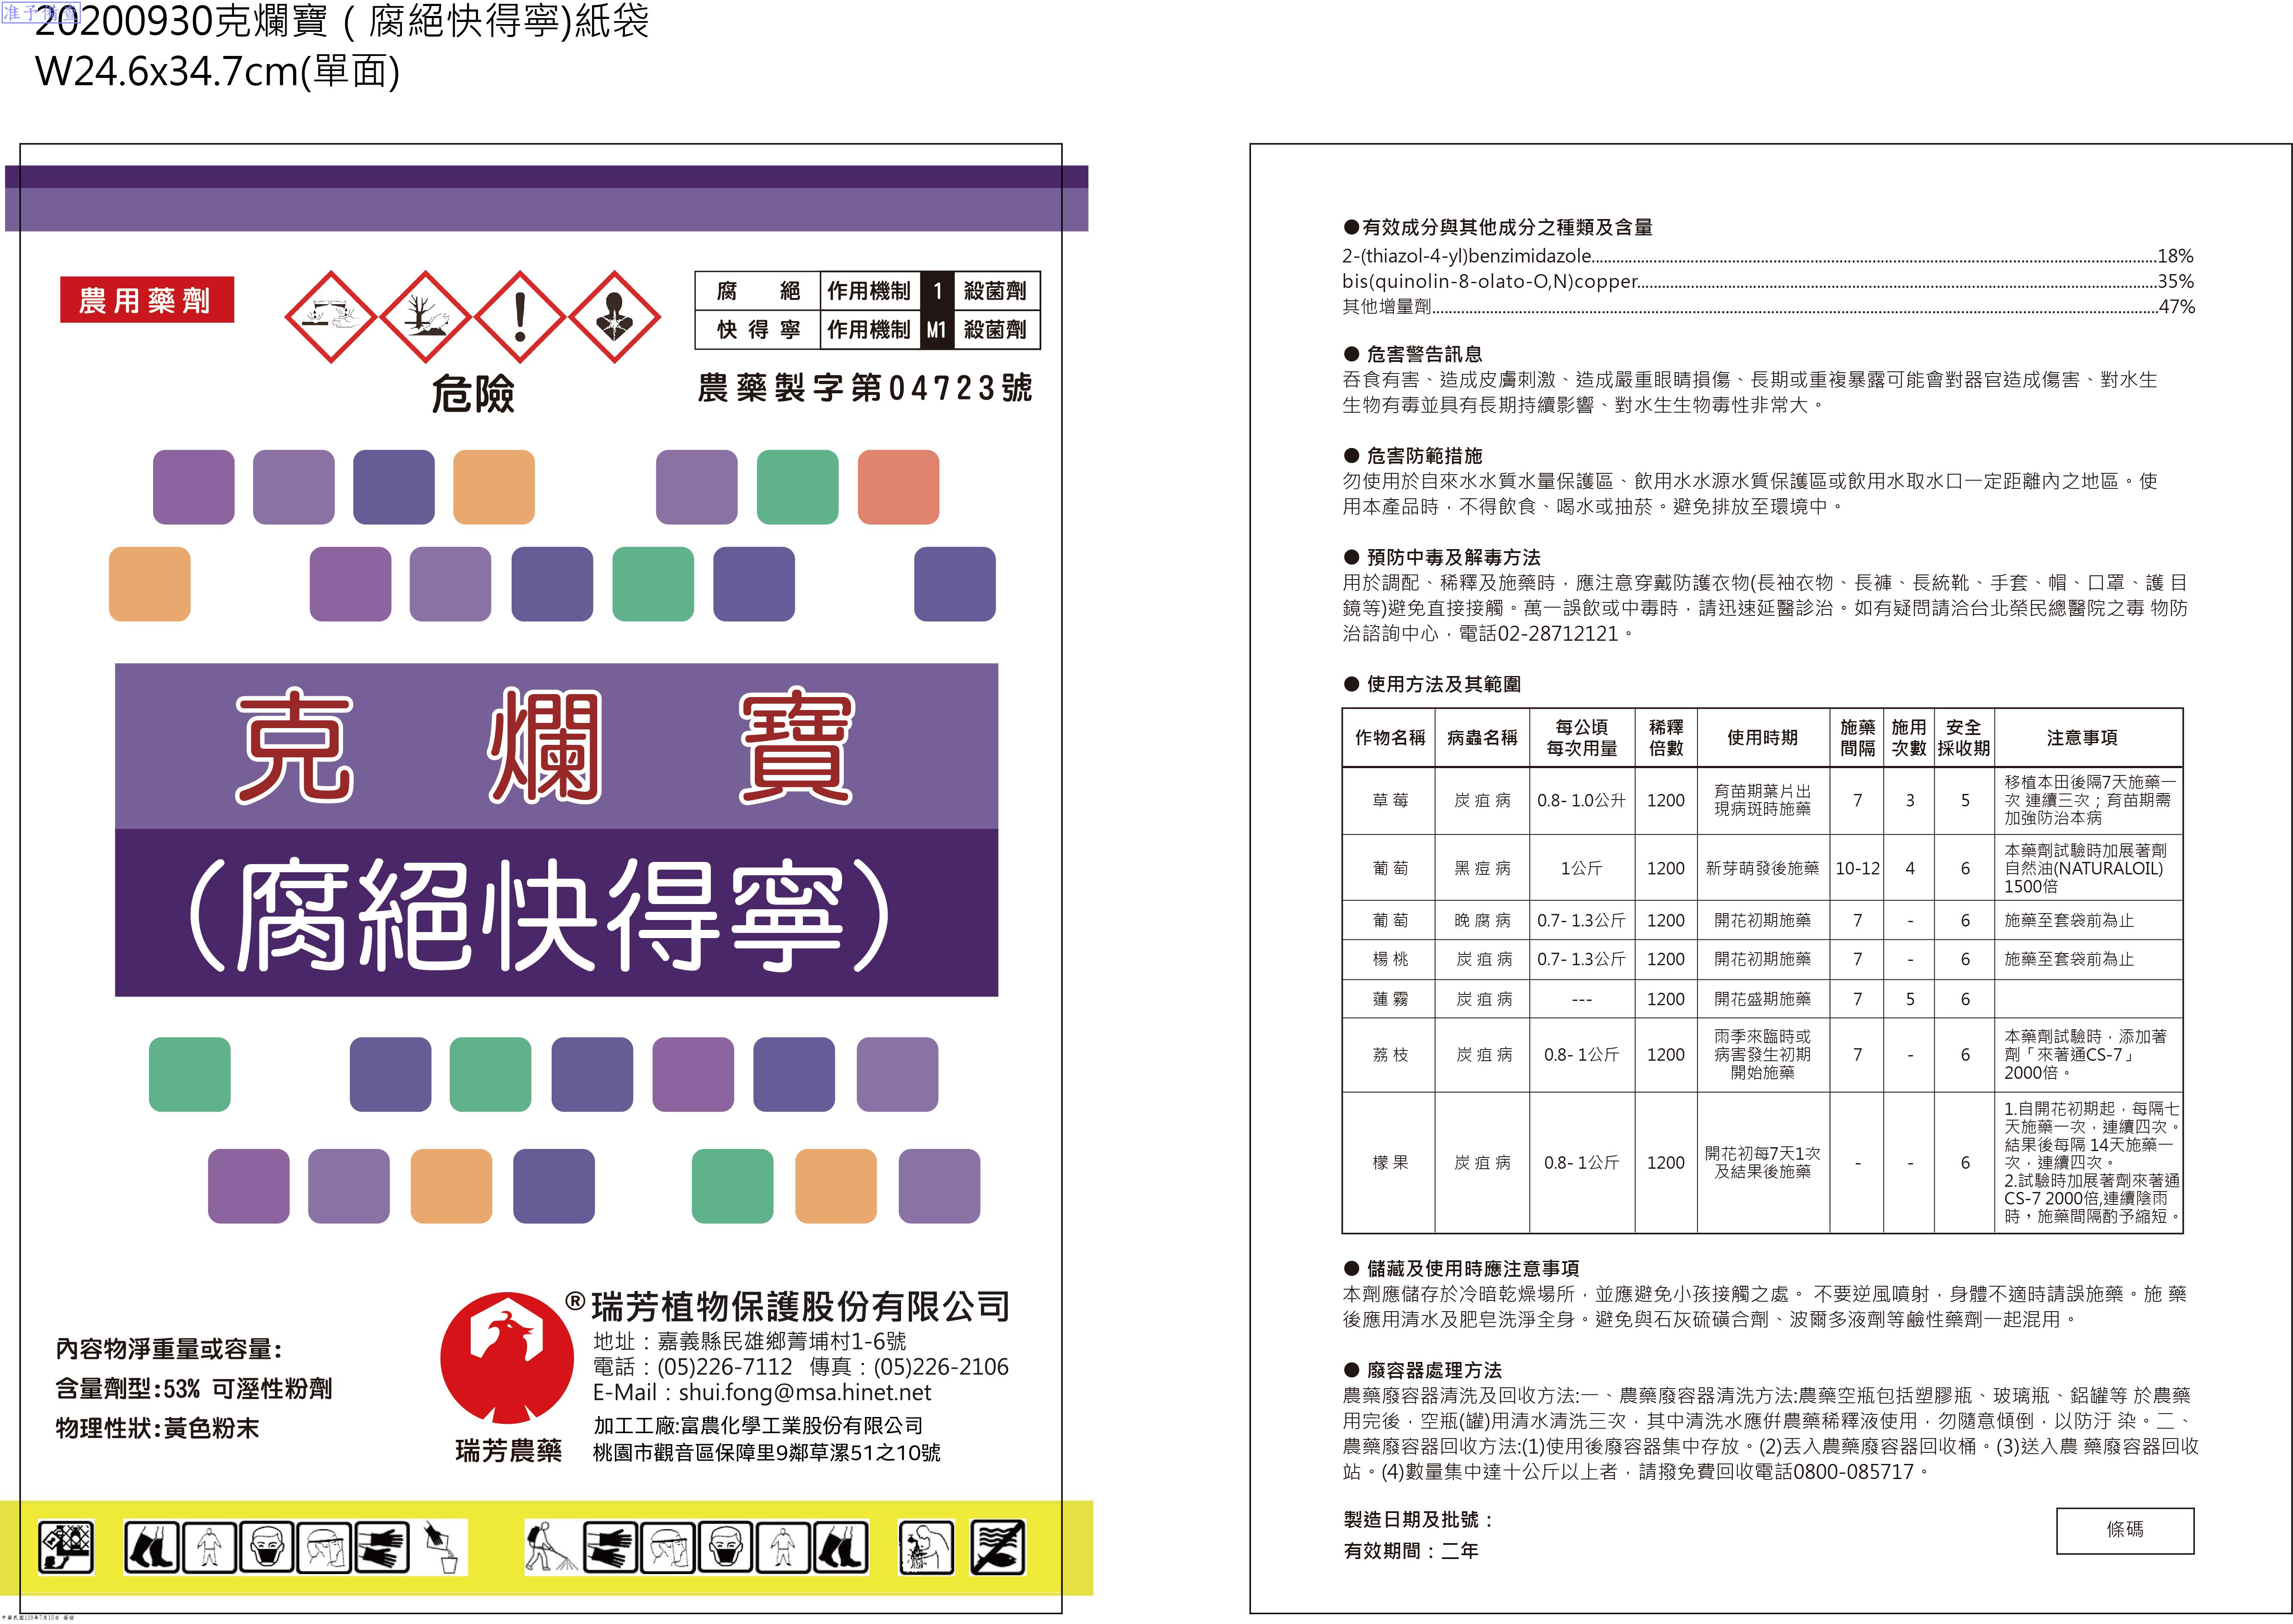 准予備查
20200930克爛寶（腐絕快得寧)紙袋
W24.6x34.7cm(單面)
農用藥劑
危險
腐 絕 作用機制 1 殺菌劑
快得寧 作用機制 M1 殺菌劑
農藥製字第04723號
克爛寶
(腐絕快得寧)
內容物淨重量或容量:
含量劑型:53% 可溼性粉劑
物理性狀:黃色粉末
瑞芳農藥
®瑞芳植物保護股份有限公司
地址：嘉義縣民雄鄉菁埔村1-6號
電話：(05)226-7112 傳真：(05)226-2106
E-Mail：shui.fong@msa.hinet.net
加工工廠:富農化學工業股份有限公司
桃園市觀音區保障里9鄰草漯51之10號
中華民國110年7月15日 簽發
●有效成分與其他成分之種類及含量
2-(thiazol-4-yl)benzimidazole....................18%
bis(quinolin-8-olato-O,N)copper....................35%
其他增量劑....................47%
● 危害警告訊息
吞食有害、造成皮膚刺激、造成嚴重眼睛損傷、長期或重複暴露可能會對器官造成傷害、對水生
生物有毒並具有長期持續影響、對水生生物毒性非常大。
● 危害防範措施
勿使用於自來水水質水量保護區、飲用水水源水質保護區或飲用水取水口一定距離內之地區。使
用本產品時，不得飲食、喝水或抽菸。避免排放至環境中。
● 預防中毒及解毒方法
用於調配、稀釋及施藥時，應注意穿戴防護衣物(長袖衣物、長褲、長統靴、手套、帽、口罩、護 目
鏡等)避免直接接觸。萬一誤飲或中毒時，請迅速延醫診治。如有疑問請洽台北榮民總醫院之毒 物防
治諮詢中心，電話02-28712121。
● 使用方法及其範圍
作物名稱 病蟲名稱 每公頃每次用量 稀釋倍數 使用時期 施藥間隔 施用次數 安全採收期 注意事項
草莓 炭疽病 0.8- 1.0公升 1200 育苗期葉片出現病斑時施藥 7 3 5 移植本田後隔7天施藥一次 連續三次；育苗期需加強防治本病
葡萄 黑痘病 1公斤 1200 新芽萌發後施藥 10-12 4 6 本藥劑試驗時加展著劑自然油(NATURALOIL) 1500倍
葡萄 晚腐病 0.7- 1.3公斤 1200 開花初期施藥 7 - 6 施藥至套袋前為止
楊桃 炭疽病 0.7- 1.3公斤 1200 開花初期施藥 7 - 6 施藥至套袋前為止
蓮霧 炭疽病 --- 1200 開花盛期施藥 7 5 6
荔枝 炭疽病 0.8- 1公斤 1200 雨季來臨時或病害發生初期開始施藥 7 - 6 本藥劑試驗時，添加著劑「來著通CS-7」2000倍。
檬果 炭疽病 0.8- 1公斤 1200 開花初每7天1次及結果後施藥 - - 6 1.自開花初期起，每隔七天施藥一次，連續四次。結果後每隔 14天施藥一次，連續四次。2.試驗時加展著劑來著通CS-7 2000倍,連續陰雨時，施藥間隔酌予縮短。
● 儲藏及使用時應注意事項
本劑應儲存於冷暗乾燥場所，並應避免小孩接觸之處。 不要逆風噴射，身體不適時請誤施藥。施 藥
後應用清水及肥皂洗淨全身。避免與石灰硫磺合劑、波爾多液劑等鹼性藥劑一起混用。
● 廢容器處理方法
農藥廢容器清洗及回收方法:一、農藥廢容器清洗方法:農藥空瓶包括塑膠瓶、玻璃瓶、鋁罐等 於農藥
用完後，空瓶(罐)用清水清洗三次，其中清洗水應併農藥稀釋液使用，勿隨意傾倒，以防汙 染。二、
農藥廢容器回收方法:(1)使用後廢容器集中存放。(2)丟入農藥廢容器回收桶。(3)送入農 藥廢容器回收
站。(4)數量集中達十公斤以上者，請撥免費回收電話0800-085717。
製造日期及批號：
有效期間：二年
條碼